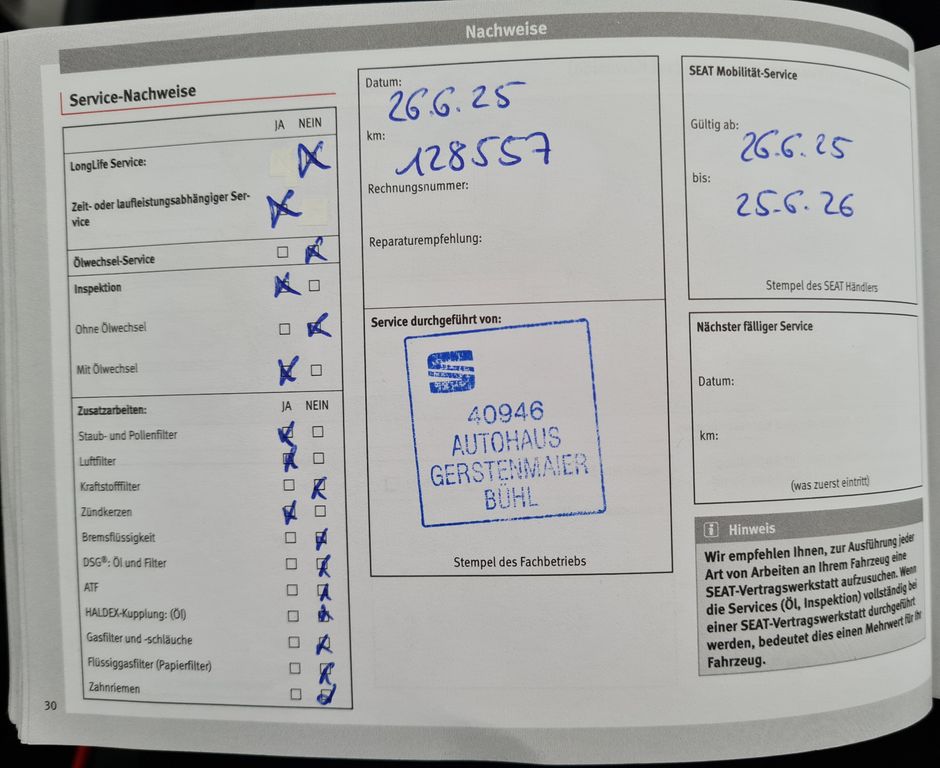 Nachweise
Service-Nachweise
JA NEIN
LongLife Service:
Zeit- oder laufleistungsabhängiger Ser-
vice
Ölwechsel-Service
Inspektion
Ohne Ölwechsel
Mit Ölwechsel
Zusatzarbeiten: JA NEIN
Staub- und Pollenfilter
Luftfilter
Kraftstofffilter
Zündkerzen
Bremsflüssigkeit
DSG®: Öl und Filter
ATF
HALDEX-Kupplung: (Öl)
Gasfilter und -schläuche
Flüssiggasfilter (Papierfilter)
Zahnriemen
30
Datum:
26.6.25
km:
128557
Rechnungsnummer:
Reparaturempfehlung:
Service durchgeführt von:
40946
AUTOHAUS
GERSTENMAIER
BÜHL
Stempel des Fachbetriebs
SEAT Mobilität-Service
Gültig ab:
26.6.25
bis:
25.6.26
Stempel des SEAT Händlers
Nächster fälliger Service
Datum:
km:
(was zuerst eintritt)
Hinweis
Wir empfehlen Ihnen, zur Ausführung jeder
Art von Arbeiten an Ihrem Fahrzeug eine
SEAT-Vertragswerkstatt aufzusuchen. Wenn
die Services (Öl, Inspektion) vollständig bei
einer SEAT-Vertragswerkstatt durchgeführt
werden, bedeutet dies einen Mehrwert für Ihr
Fahrzeug.